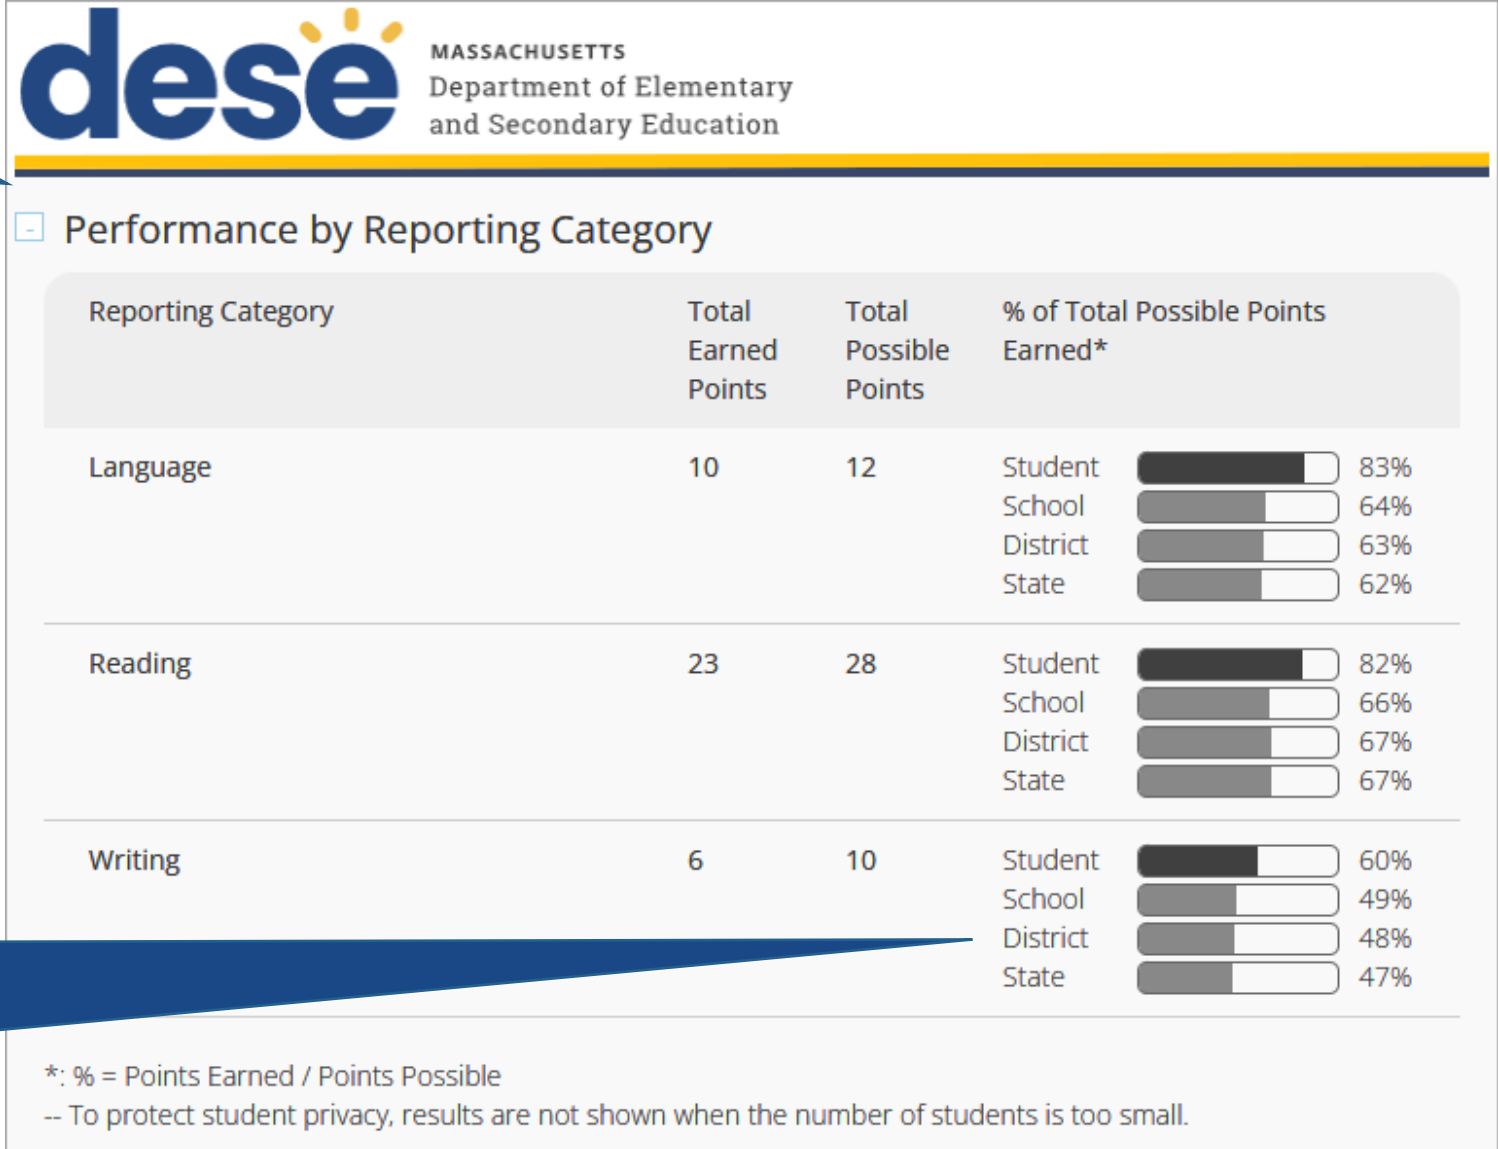 dese
MASSACHUSETTS
Department of Elementary
and Secondary Education
- Performance by Reporting Category
Reporting Category Total Earned Points Total Possible Points % of Total Possible Points Earned*
Language 10 12 Student 83%
School 64%
District 63%
State 62%
Reading 23 28 Student 82%
School 66%
District 67%
State 67%
Writing 6 10 Student 60%
School 49%
District 48%
State 47%
*: % = Points Earned / Points Possible
-- To protect student privacy, results are not shown when the number of students is too small.